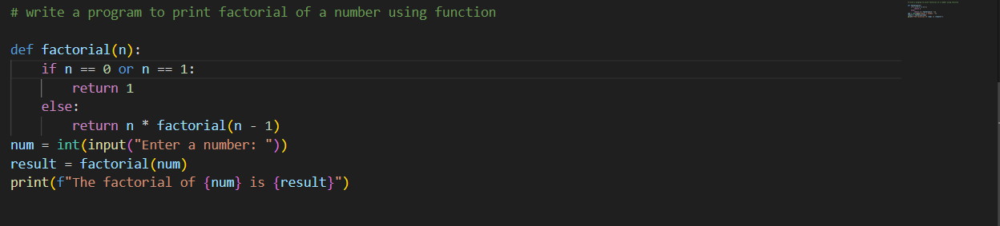 # write a program to print factorial of a number using function
def factorial(n):
    if n == 0 or n == 1:
        return 1
    else:
        return n * factorial(n - 1)
num = int(input("Enter a number: "))
result = factorial(num)
print(f"The factorial of {num} is {result}")